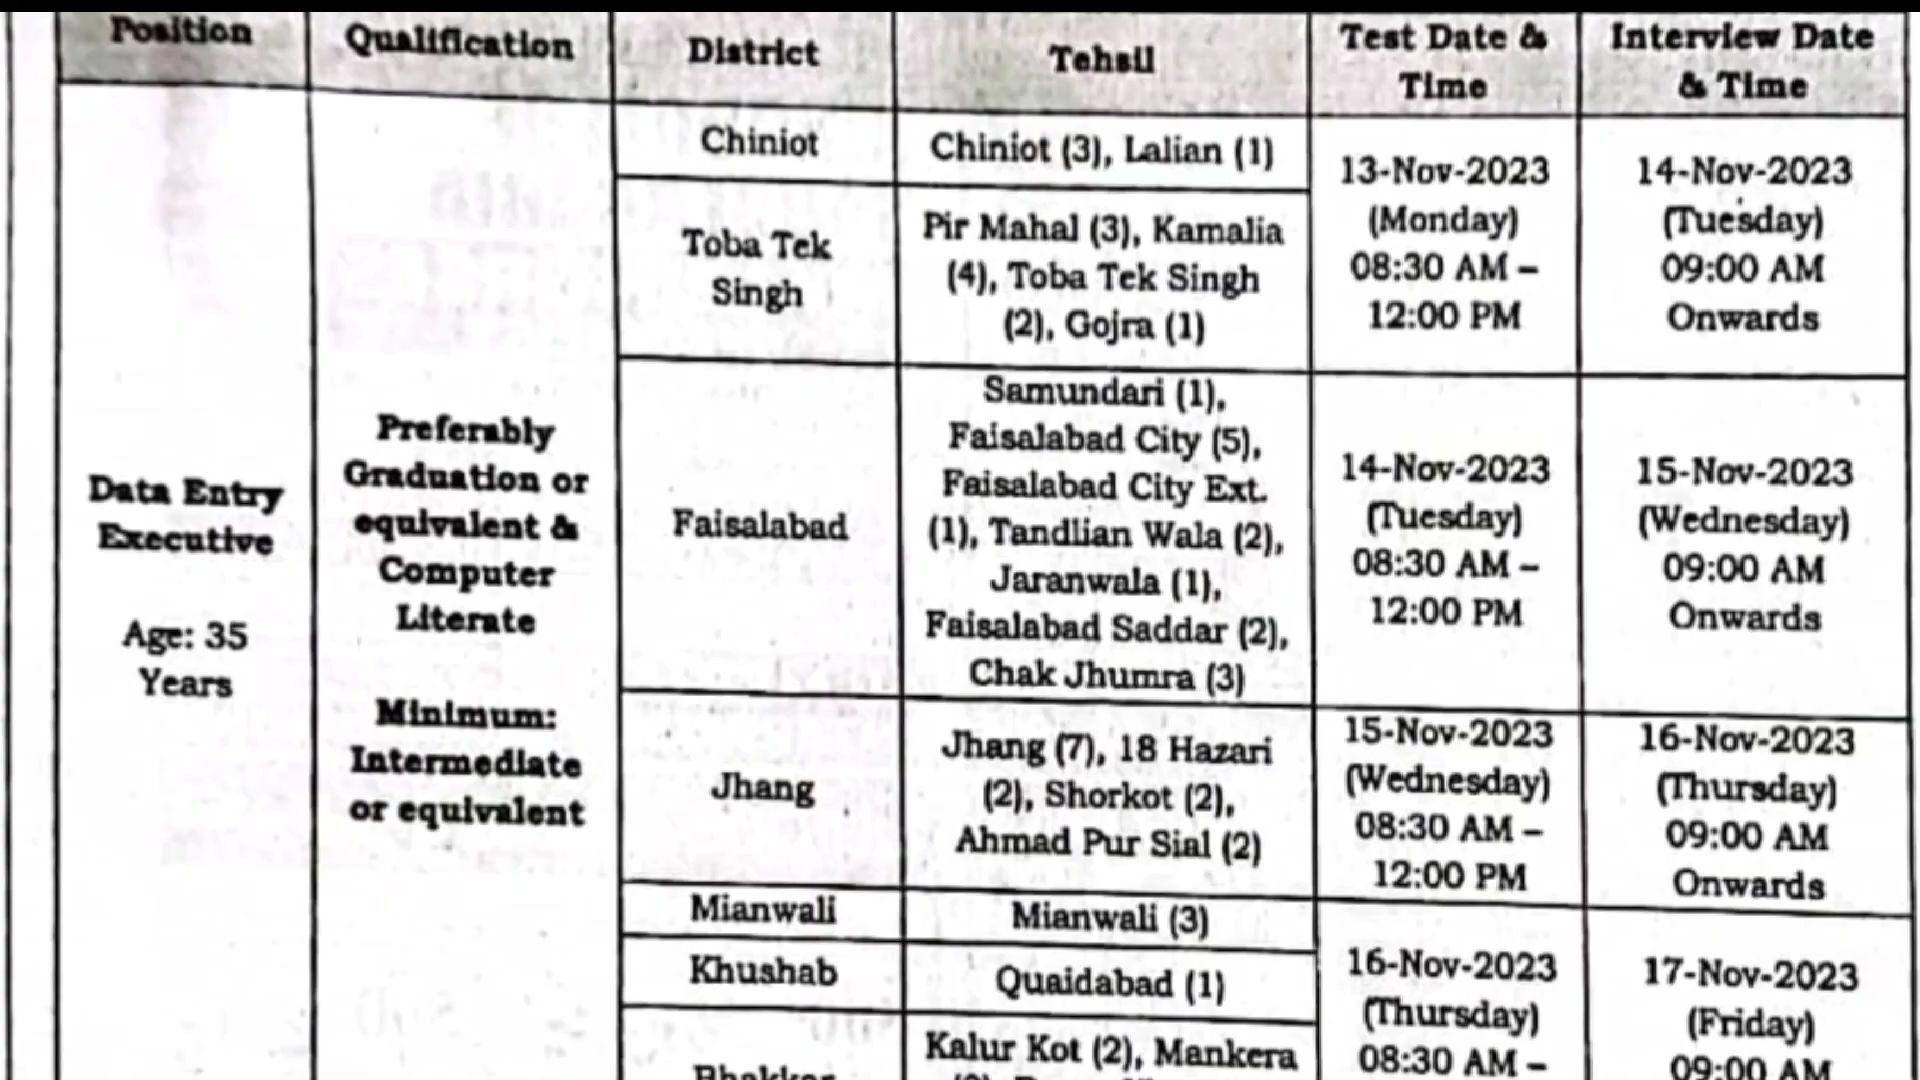 Position
Qualification
District
Tehsil
Test Date &
Time
Interview Date
& Time
Data Entry
Executive
Age: 35
Years
Preferably
Graduation or
equivalent &
Computer
Literate
Minimum:
Intermediate
or equivalent
Chiniot
Chiniot (3), Lalian (1)
13-Nov-2023
(Monday)
08:30 AM –
12:00 PM
14-Nov-2023
(Tuesday)
09:00 AM
Onwards
Toba Tek
Singh
Pir Mahal (3), Kamalia
(4), Toba Tek Singh
(2), Gojra (1)
Faisalabad
Samundari (1),
Faisalabad City (5),
Faisalabad City Ext.
(1), Tandlian Wala (2),
Jaranwala (1),
Faisalabad Saddar (2),
Chak Jhumra (3)
14-Nov-2023
(Tuesday)
08:30 AM –
12:00 PM
15-Nov-2023
(Wednesday)
09:00 AM
Onwards
Jhang
Jhang (7), 18 Hazari
(2), Shorkot (2),
Ahmad Pur Sial (2)
15-Nov-2023
(Wednesday)
08:30 AM –
12:00 PM
16-Nov-2023
(Thursday)
09:00 AM
Onwards
Mianwali
Mianwali (3)
16-Nov-2023
(Thursday)
08:30 AM –
17-Nov-2023
(Friday)
09:00 AM
Khushab
Quaidabad (1)
Bhakkar
Kalur Kot (2), Mankera